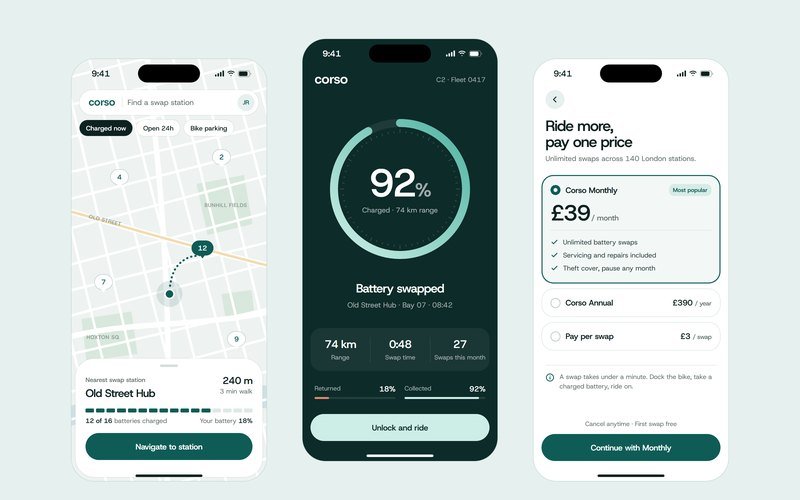 9:41
corso
Find a swap station
JR
Charged now
Open 24h
Bike parking
2
4
BUNHILL FIELDS
OLD STREET
12
7
HOXTON SQ
9
Nearest swap station
240 m
Old Street Hub
3 min walk
12 of 16 batteries charged
Your battery 18%
Navigate to station
9:41
corso
C2 · Fleet 0417
92%
Charged · 74 km range
Battery swapped
Old Street Hub · Bay 07 · 08:42
74 km
Range
0:48
Swap time
27
Swaps this month
Returned 18%
Collected 92%
Unlock and ride
9:41
Ride more,
pay one price
Unlimited swaps across 140 London stations.
Corso Monthly
Most popular
£39 / month
Unlimited battery swaps
Servicing and repairs included
Theft cover, pause any month
Corso Annual
£390 / year
Pay per swap
£3 / swap
A swap takes under a minute. Dock the bike, take a
charged battery, ride on.
Cancel anytime · First swap free
Continue with Monthly